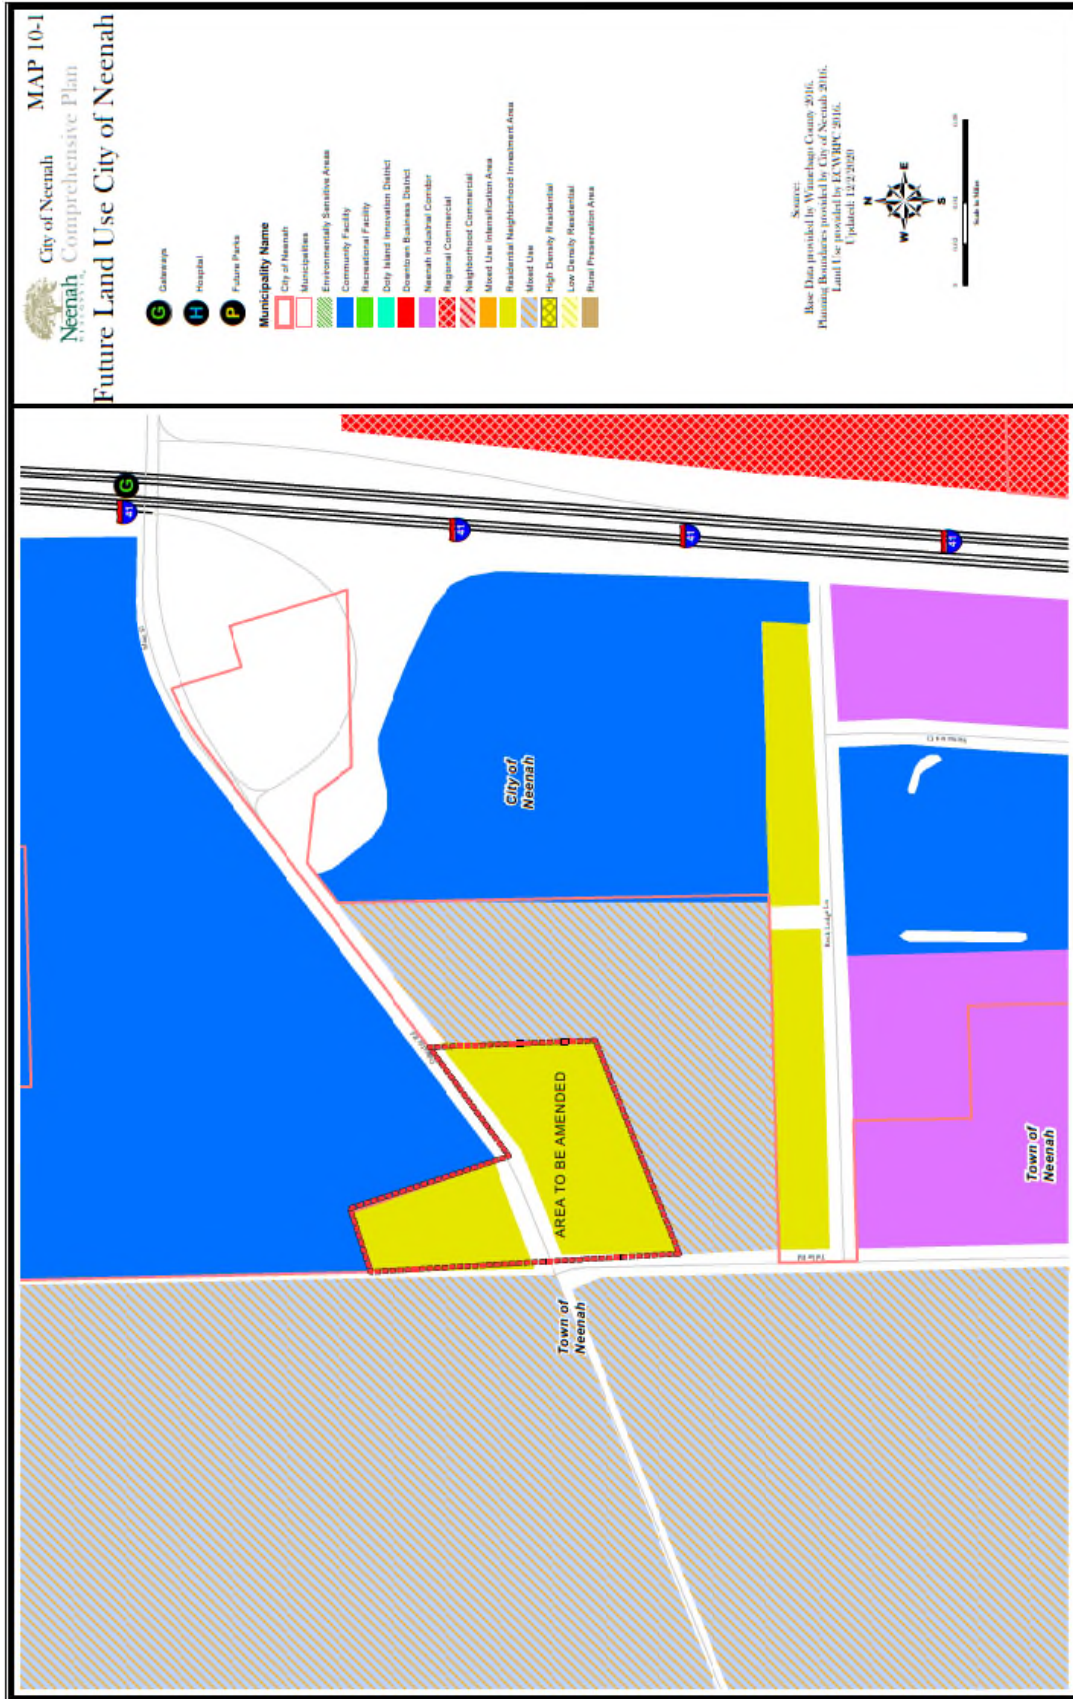 MAP 10-1
City of Neenah
Neenah
WISCONSIN
Comprehensive Plan
Future Land Use City of Neenah
G
Gateways
H
Hospital
P
Future Parks
Municipality Name
City of Neenah
Municipalities
Environmentally Sensitive Areas
Community Facility
Recreational Facility
Doty Island Innovation District
Downtown Business District
Neenah Industrial Corridor
Regional Commercial
Neighborhood Commercial
Mixed Use Intensification Area
Residential Neighborhood Investment Area
Mixed Use
High Density Residential
Low Density Residential
Rural Preservation Area
Source:
Base Data provided by Winnebago County 2016.
Planning Boundaries provided by City of Neenah 2016.
Land Use provided by ECWRPC 2016.
Updated: 12/2/2020
N
W
E
S
Scale in Miles
41
G
41
41
41
City of
Neenah
AREA TO BE AMENDED
Town of
Neenah
Town of
Neenah